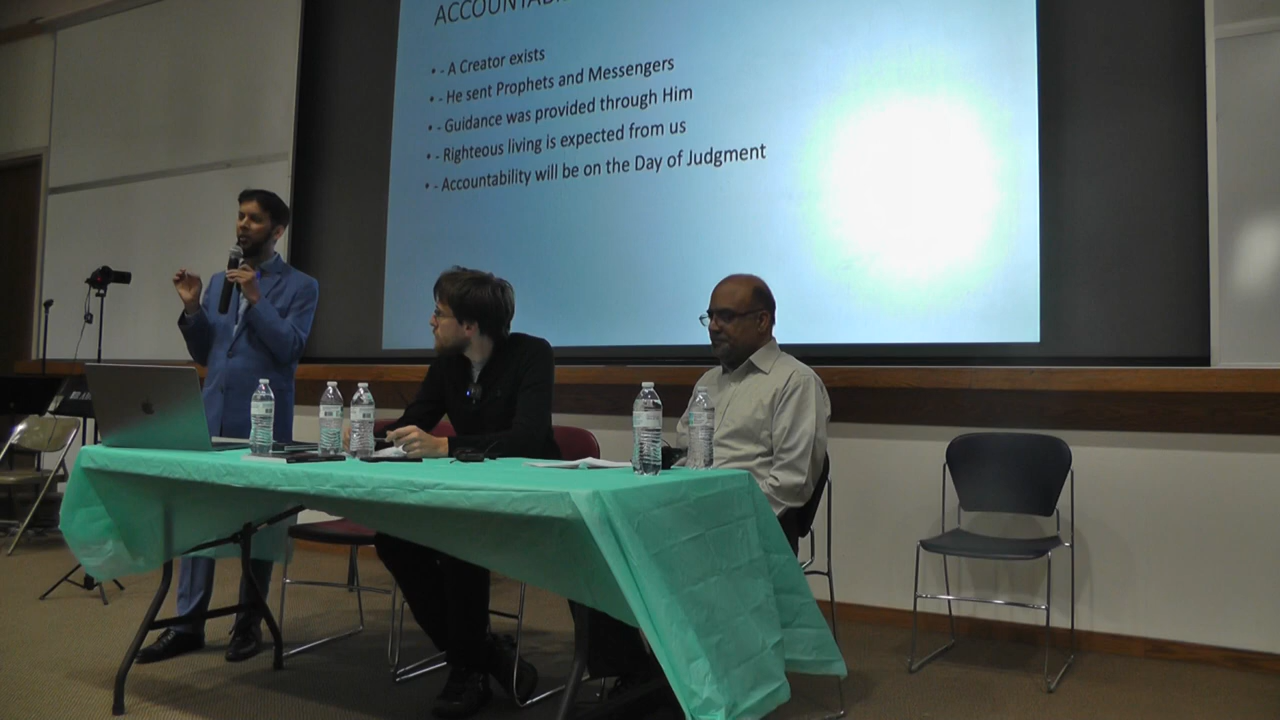 • - A Creator exists
• - He sent Prophets and Messengers
• - Guidance was provided through Him
• - Righteous living is expected from us
• - Accountability will be on the Day of Judgment